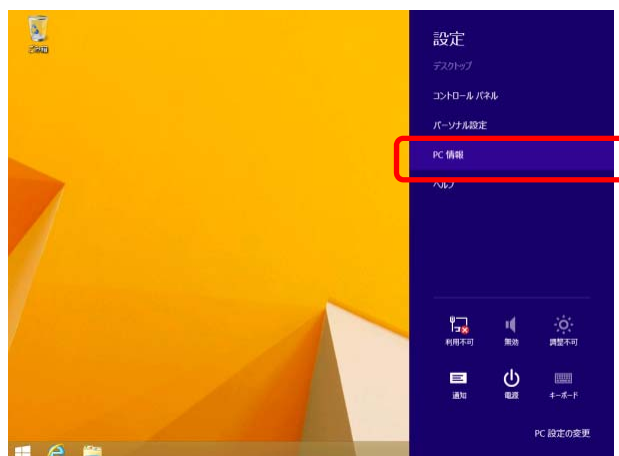 ごみ箱
設定
デスクトップ
コントロール パネル
パーソナル設定
PC 情報
ヘルプ
利用不可
無効
調整不可
通知
電源
キーボード
PC 設定の変更